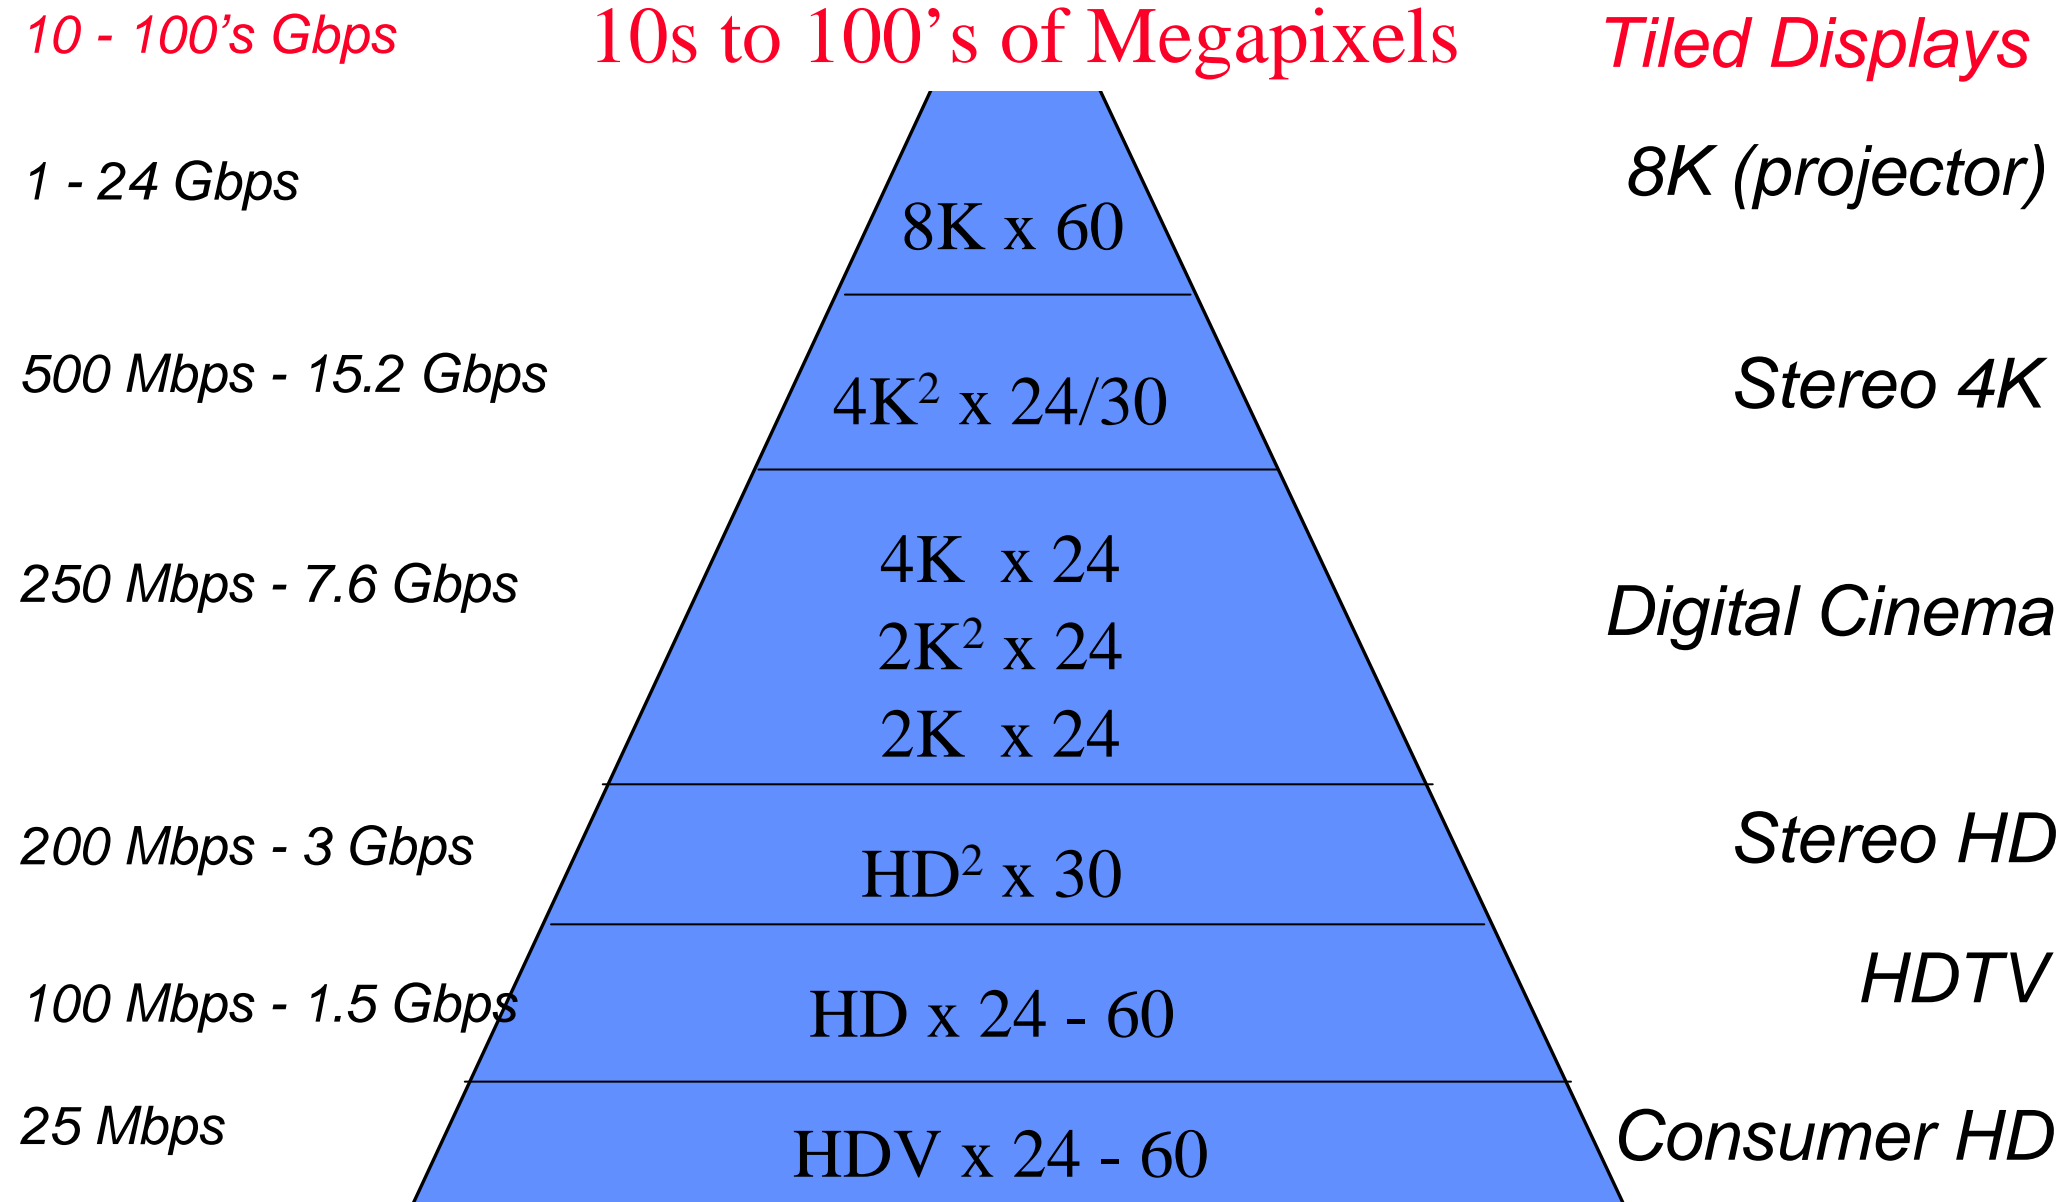 10 - 100’s Gbps 10s to 100’s of Megapixels Tiled Displays
1 - 24 Gbps 8K x 60 8K (projector)
500 Mbps - 15.2 Gbps 4K² x 24/30 Stereo 4K
250 Mbps - 7.6 Gbps 4K x 24 Digital Cinema
2K² x 24
2K x 24
200 Mbps - 3 Gbps HD² x 30 Stereo HD
100 Mbps - 1.5 Gbps HD x 24 - 60 HDTV
25 Mbps HDV x 24 - 60 Consumer HD